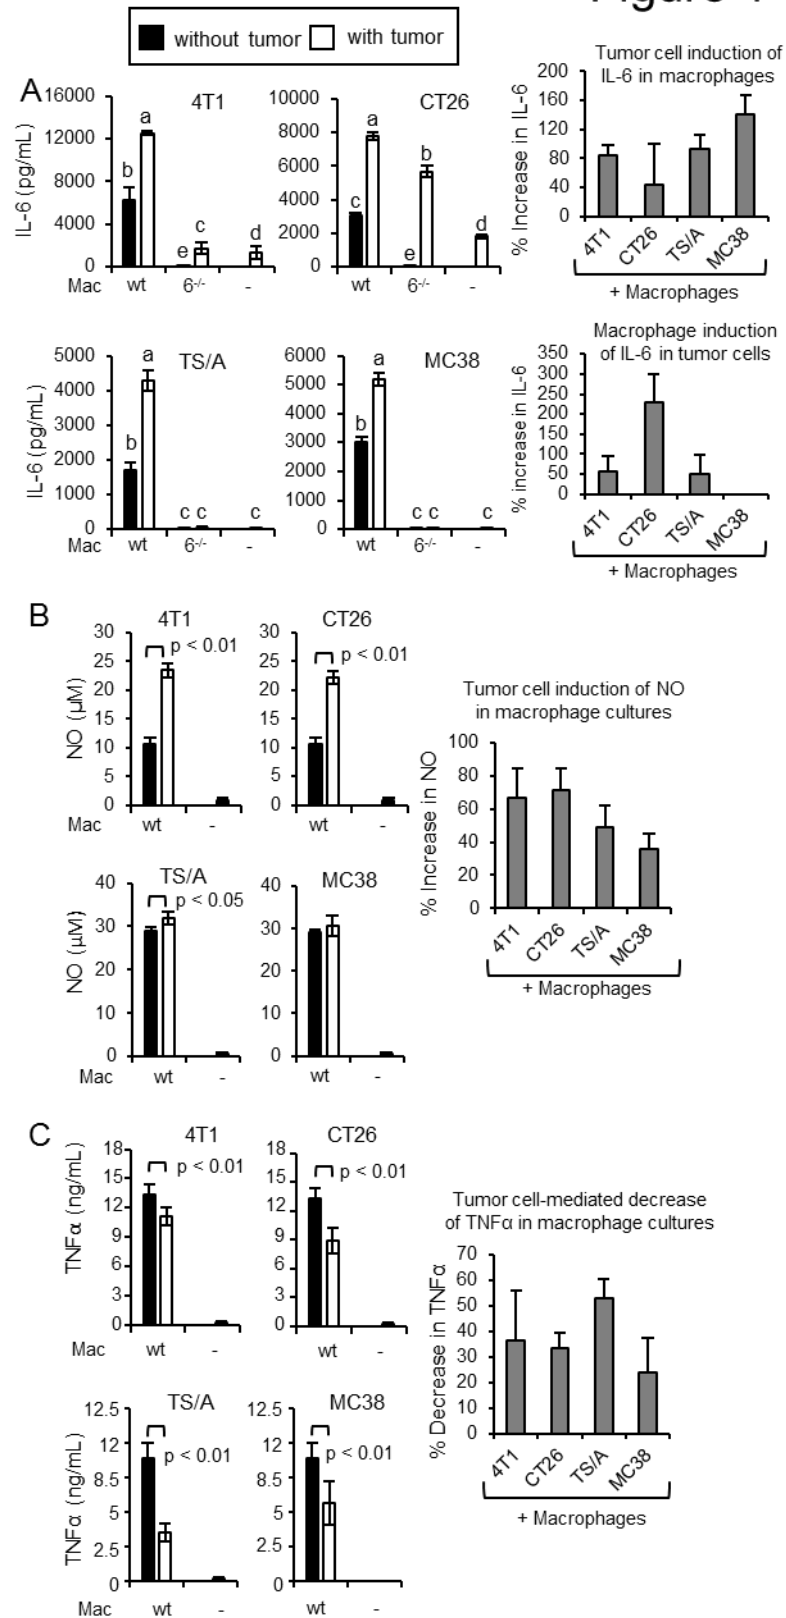 Figure 1
without tumor with tumor
A
4T1
IL-6 (pg/mL)
16000
12000
8000
4000
0
b a
e c
d
Mac wt 6-/- -
CT26
10000
8000
6000
4000
2000
0
c a
e b
d
wt 6-/- -
Tumor cell induction of
IL-6 in macrophages
% Increase in IL-6
200
160
120
80
40
0
4T1 CT26 TS/A MC38
+ Macrophages
TS/A
IL-6 (pg/mL)
5000
4000
3000
2000
1000
0
b a
c c
c
Mac wt 6-/- -
MC38
6000
5000
4000
3000
2000
1000
0
b a
c c
c
wt 6-/- -
Macrophage induction
of IL-6 in tumor cells
% increase in IL-6
350
300
250
200
150
100
50
0
4T1 CT26 TS/A MC38
+ Macrophages
B
4T1
NO (µM)
30
25
20
15
10
5
0
p < 0.01
Mac wt -
CT26
30
25
20
15
10
5
0
p < 0.01
wt -
Tumor cell induction of NO
in macrophage cultures
% Increase in NO
100
80
60
40
20
0
4T1 CT26 TS/A MC38
+ Macrophages
TS/A
NO (µM)
40
30
20
10
0
p < 0.05
Mac wt -
MC38
40
30
20
10
0
wt -
C
4T1
TNFα (ng/mL)
18
15
12
9
6
3
0
p < 0.01
Mac wt -
CT26
18
15
12
9
6
3
0
p < 0.01
wt -
Tumor cell-mediated decrease
of TNFα in macrophage cultures
% Decrease in TNFα
70
60
50
40
30
20
10
0
4T1 CT26 TS/A MC38
+ Macrophages
TS/A
TNFα (ng/mL)
12.5
12
8.5
5
2.5
0
p < 0.01
Mac wt -
MC38
12.5
12
8.5
5
2.5
0
p < 0.01
wt -